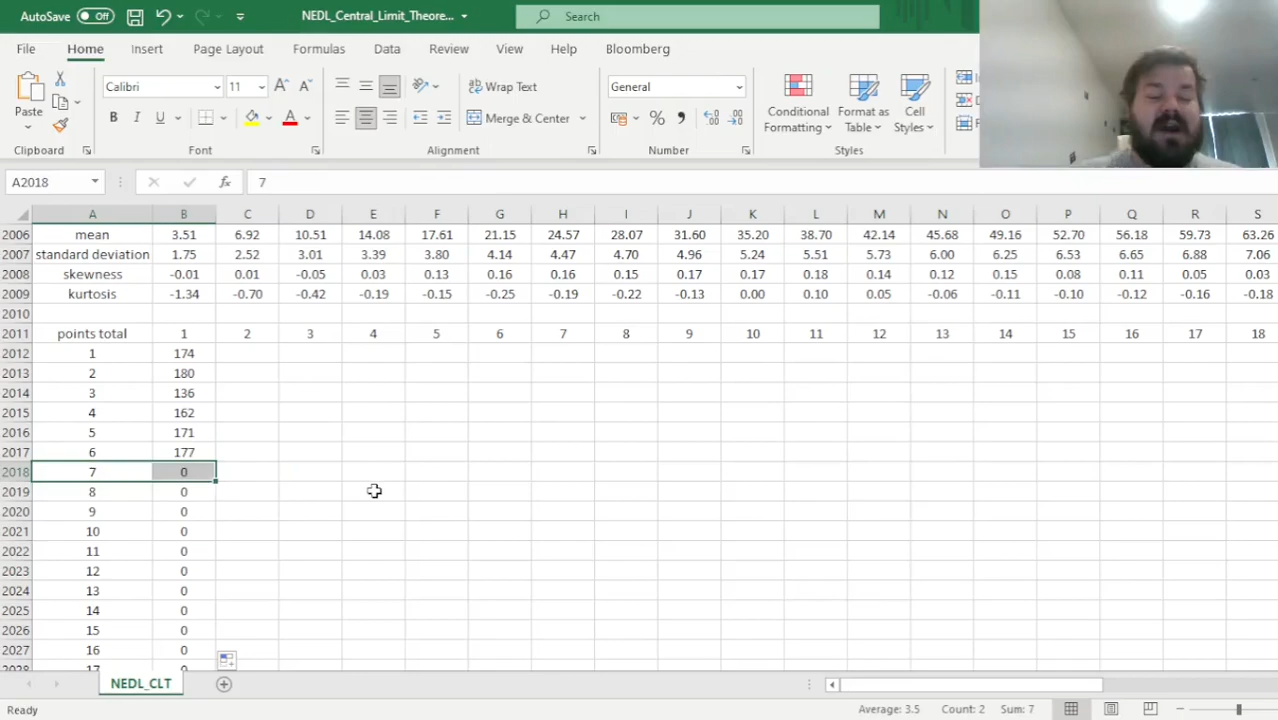 AutoSave Off NEDL_Central_Limit_Theore... Search
File Home Insert Page Layout Formulas Data Review View Help Bloomberg
Paste Calibri 11 A A Wrap Text General Conditional Formatting Format as Table Cell Styles
B I U A Merge & Center % ,
Clipboard Font Alignment Number Styles
A2018 fx 7
A B C D E F G H I J K L M N O P Q R S
2006 mean 3.51 6.92 10.51 14.08 17.61 21.15 24.57 28.07 31.60 35.20 38.70 42.14 45.68 49.16 52.70 56.18 59.73 63.26
2007 standard deviation 1.75 2.52 3.01 3.39 3.80 4.14 4.47 4.70 4.96 5.24 5.51 5.73 6.00 6.25 6.53 6.65 6.88 7.06
2008 skewness -0.01 0.01 -0.05 0.03 0.13 0.16 0.16 0.15 0.17 0.17 0.18 0.14 0.12 0.15 0.08 0.11 0.05 0.03
2009 kurtosis -1.34 -0.70 -0.42 -0.19 -0.15 -0.25 -0.19 -0.22 -0.13 0.00 0.10 0.05 -0.06 -0.11 -0.10 -0.12 -0.16 -0.18
2010
2011 points total 1 2 3 4 5 6 7 8 9 10 11 12 13 14 15 16 17 18
2012 1 174
2013 2 180
2014 3 136
2015 4 162
2016 5 171
2017 6 177
2018 7 0
2019 8 0
2020 9 0
2021 10 0
2022 11 0
2023 12 0
2024 13 0
2025 14 0
2026 15 0
2027 16 0
2028 17 0
NEDL_CLT
Ready Average: 3.5 Count: 2 Sum: 7